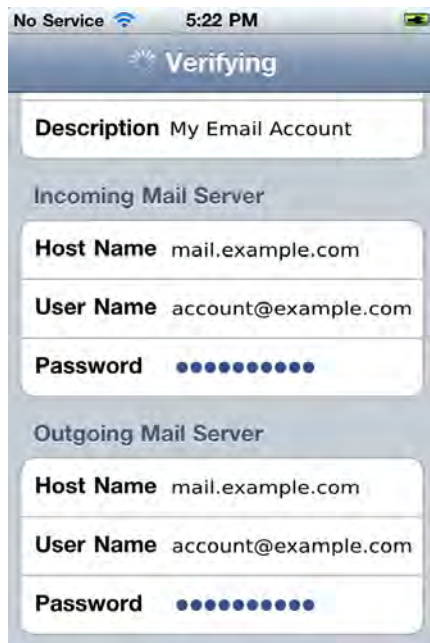 No Service 5:22 PM
Verifying
Description My Email Account
Incoming Mail Server
Host Name mail.example.com
User Name account@example.com
Password ●●●●●●●●●●
Outgoing Mail Server
Host Name mail.example.com
User Name account@example.com
Password ●●●●●●●●●●